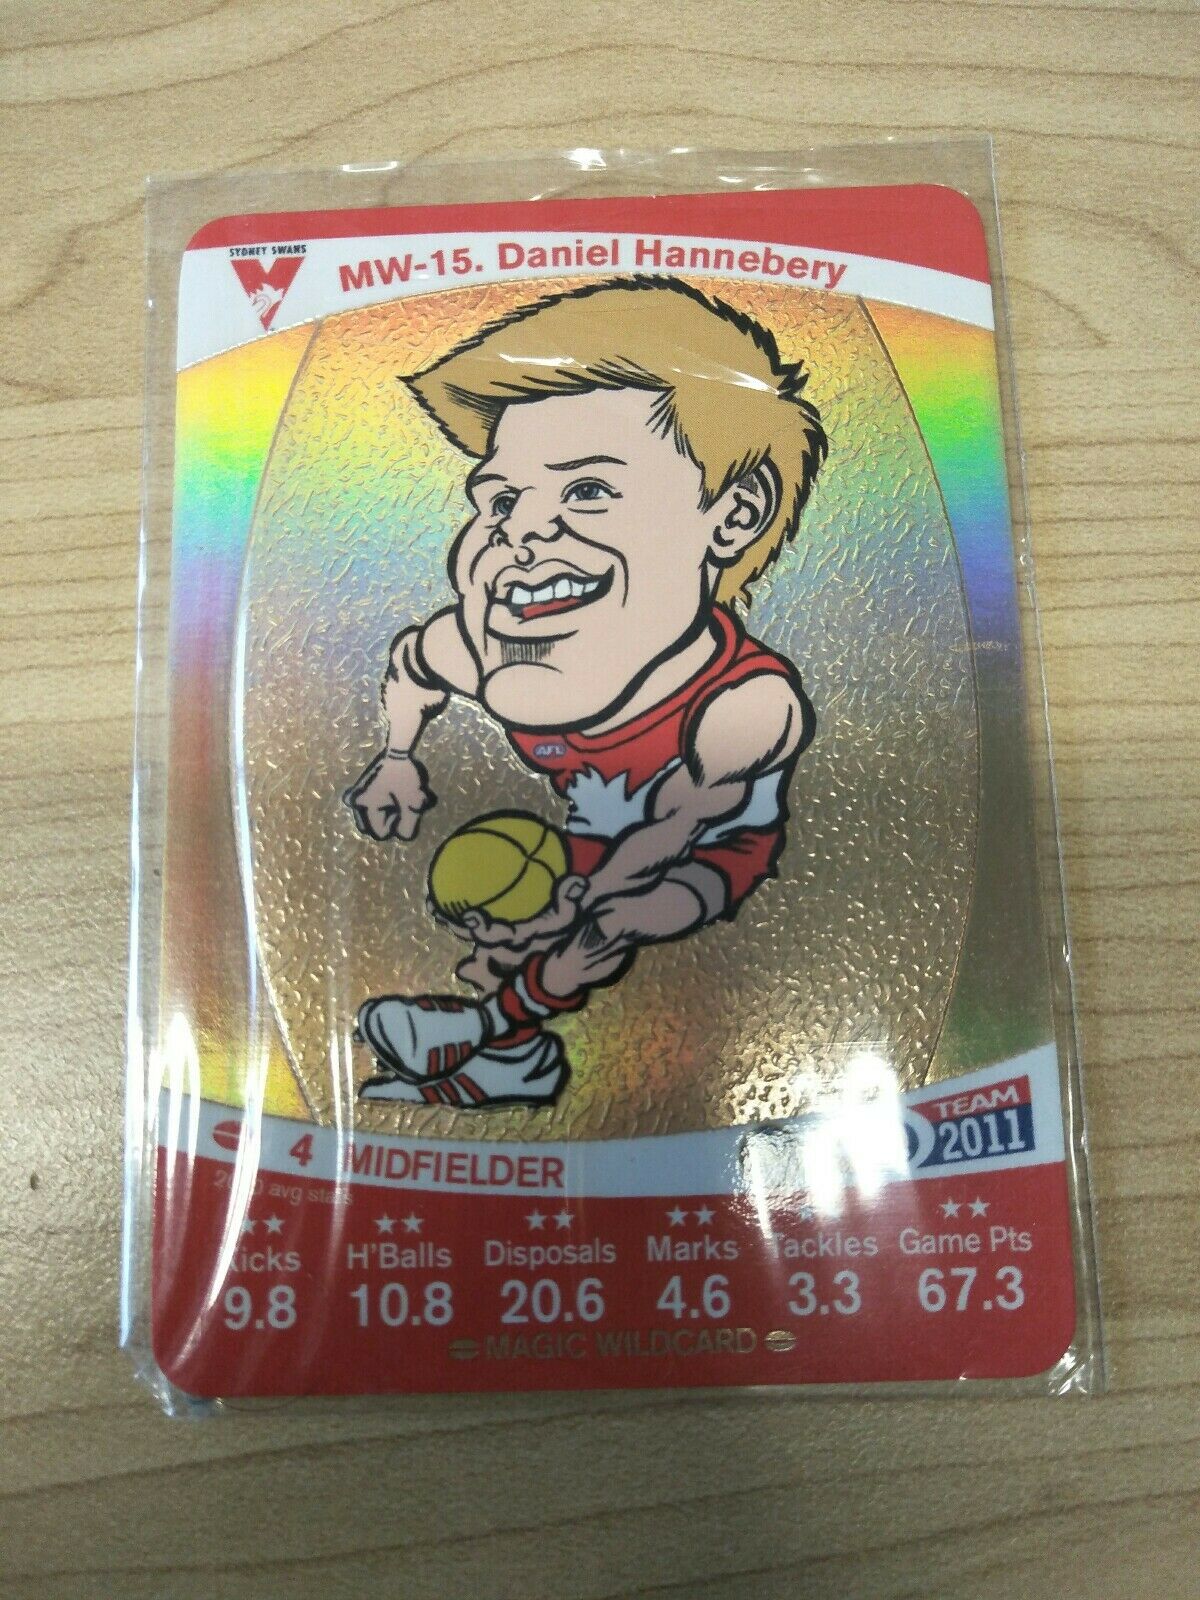 SYDNEY SWANS
MW-15. Daniel Hannebery
AFL
TEAM
2011
4 MIDFIELDER
avg stats
Kicks H'Balls Disposals Marks Tackles Game Pts
9.8 10.8 20.6 4.6 3.3 67.3
MAGIC WILDCARD